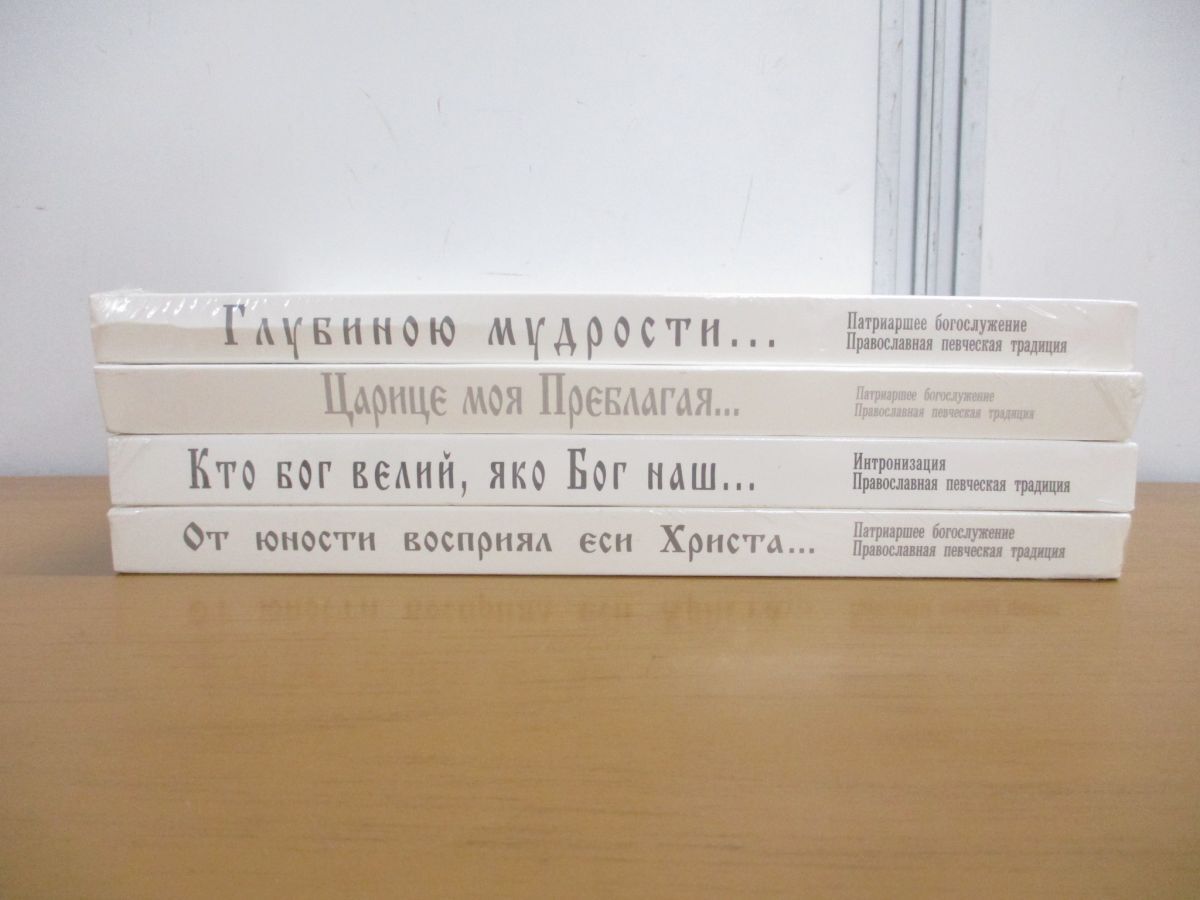 Глубиною мудрости...
Патриаршее богослужение
Православная певческая традиция
Царице моя Преблагая...
Патриаршее богослужение
Православная певческая традиция
Кто бог велий, яко Бог наш...
Интронизация
Православная певческая традиция
От юности восприял еси Христа...
Патриаршее богослужение
Православная певческая традиция